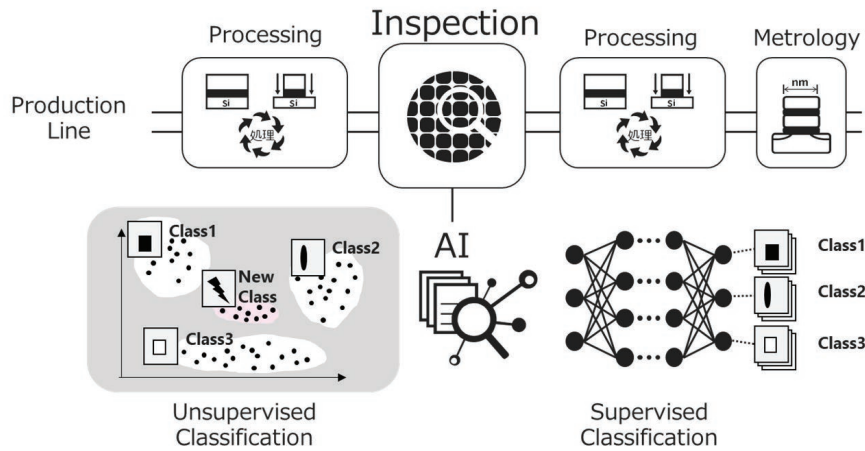 Processing
Inspection
Processing
Metrology
Production
Line
Si
Si
処理
Si
Si
処理
nm
Class1
Class2
New
Class
Class3
AI
Class1
Class2
Class3
Unsupervised
Classification
Supervised
Classification